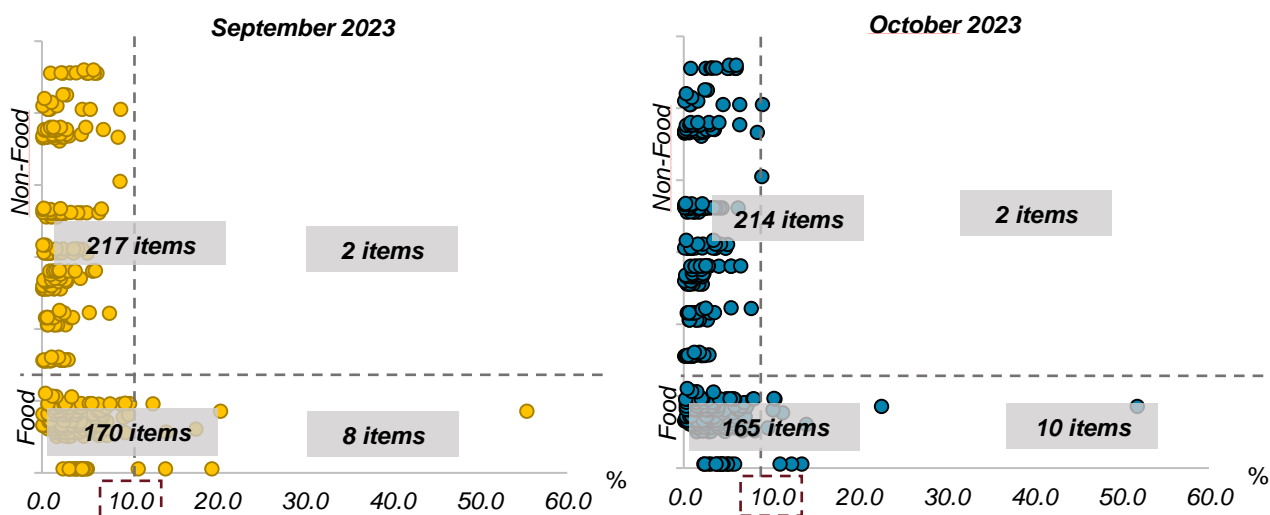 September 2023
Non-Food
217 items
2 items
Food
170 items
8 items
%
0.0 10.0 20.0 30.0 40.0 50.0 60.0
October 2023
Non-Food
214 items
2 items
Food
165 items
10 items
%
0.0 10.0 20.0 30.0 40.0 50.0 60.0